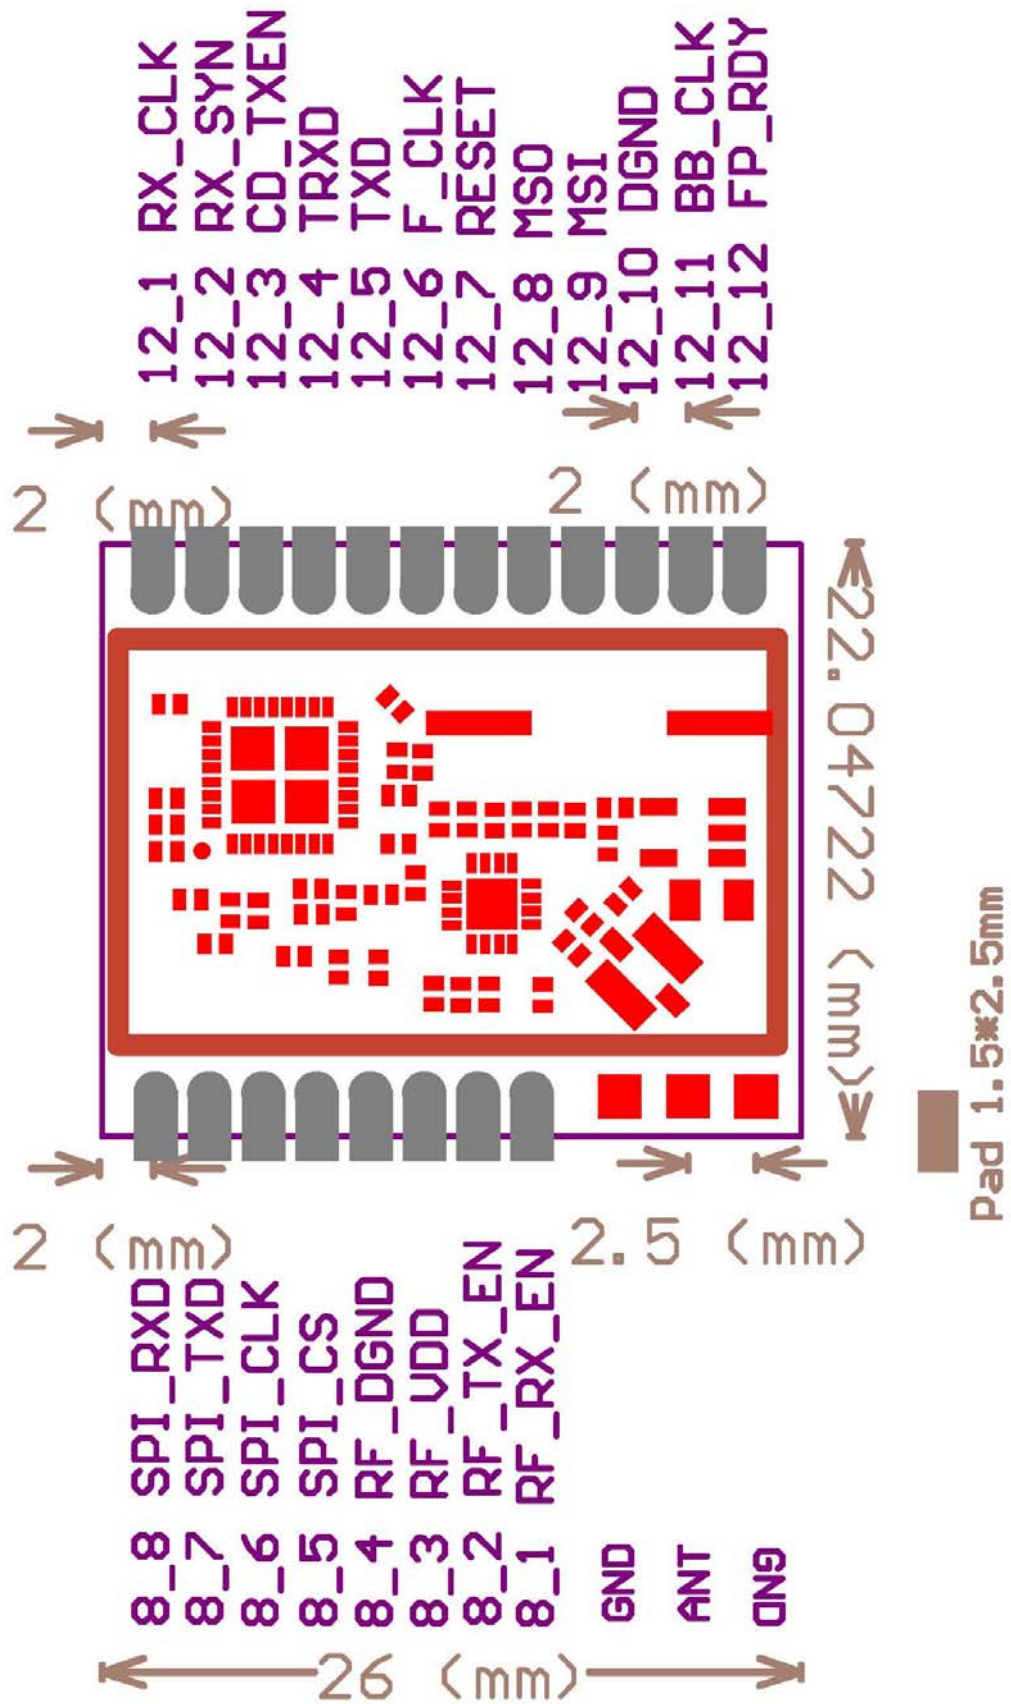 12_1 RX_CLK
12_2 RX_SYN
12_3 CD_TXEN
12_4 TRXD
12_5 TXD
12_6 F_CLK
12_7 RESET
12_8 MSO
12_9 MSI
12_10 DGND
12_11 BB_CLK
12_12 FP_RDY
2 (mm)
2 (mm)
22.04722 (mm)
Pad 1.5*2.5mm
2 (mm)
2.5 (mm)
8_8 SPI_RXD
8_7 SPI_TXD
8_6 SPI_CLK
8_5 SPI_CS
8_4 RF_DGND
8_3 RF_VDD
8_2 RF_TX_EN
8_1 RF_RX_EN
GND
ANT
GND
26 (mm)